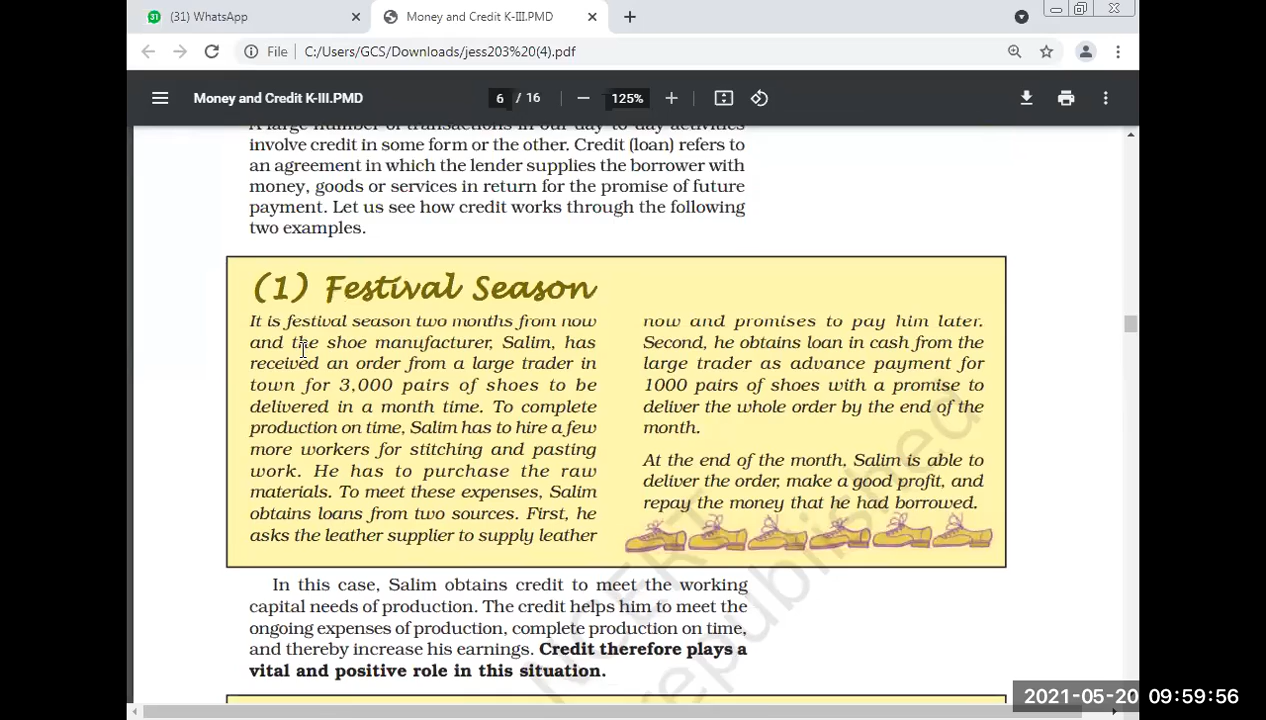 (31) WhatsApp
Money and Credit K-III.PMD
File C:/Users/GCS/Downloads/jess203%20(4).pdf
Money and Credit K-III.PMD 6 / 16 125%
A large number of transactions in our day-to-day activities
involve credit in some form or the other. Credit (loan) refers to
an agreement in which the lender supplies the borrower with
money, goods or services in return for the promise of future
payment. Let us see how credit works through the following
two examples.
(1) Festival Season
It is festival season two months from now
and the shoe manufacturer, Salim, has
received an order from a large trader in
town for 3,000 pairs of shoes to be
delivered in a month time. To complete
production on time, Salim has to hire a few
more workers for stitching and pasting
work. He has to purchase the raw
materials. To meet these expenses, Salim
obtains loans from two sources. First, he
asks the leather supplier to supply leather
now and promises to pay him later.
Second, he obtains loan in cash from the
large trader as advance payment for
1000 pairs of shoes with a promise to
deliver the whole order by the end of the
month.
At the end of the month, Salim is able to
deliver the order, make a good profit, and
repay the money that he had borrowed.
In this case, Salim obtains credit to meet the working
capital needs of production. The credit helps him to meet the
ongoing expenses of production, complete production on time,
and thereby increase his earnings. Credit therefore plays a
vital and positive role in this situation.
NCERT
republished
2021-05-20 09:59:56